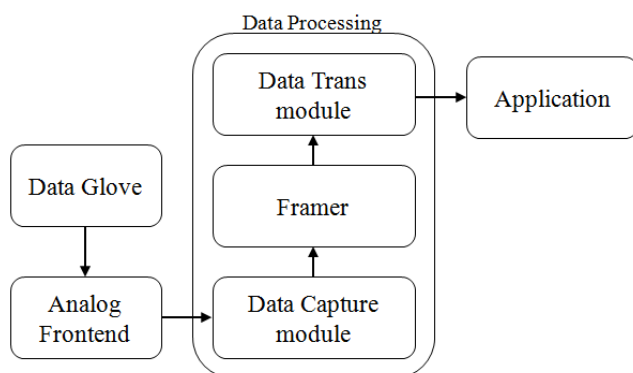 Data Processing
Data Trans
module
Application
Data Glove
Framer
Analog
Frontend
Data Capture
module